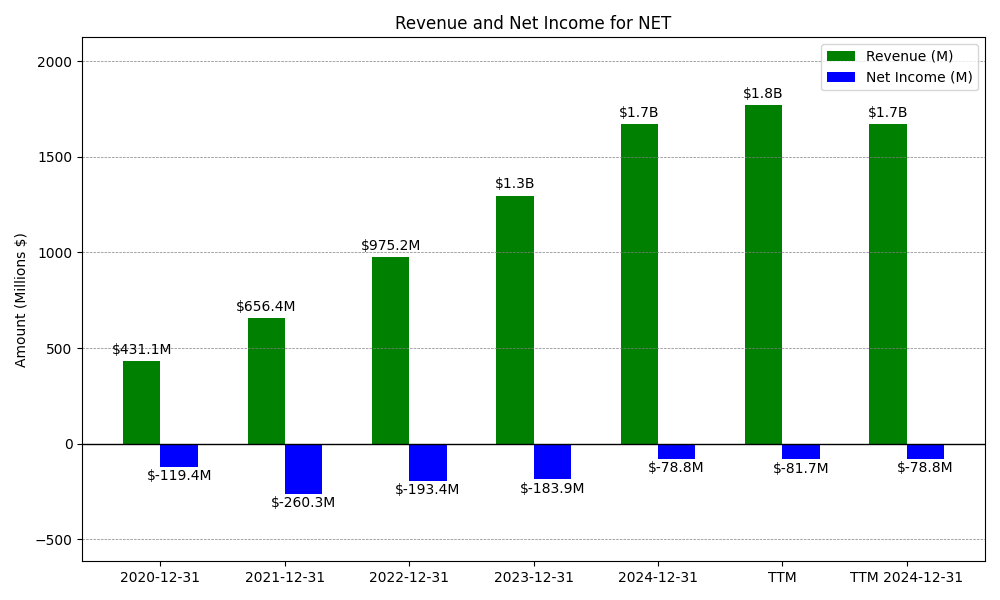 Revenue and Net Income for NET
Revenue (M)
Net Income (M)
Amount (Millions $)
2000
1500
1000
500
0
−500
$431.1M
$656.4M
$975.2M
$1.3B
$1.7B
$1.8B
$1.7B
$-119.4M
$-260.3M
$-193.4M
$-183.9M
$-78.8M
$-81.7M
$-78.8M
2020-12-31
2021-12-31
2022-12-31
2023-12-31
2024-12-31
TTM
TTM 2024-12-31